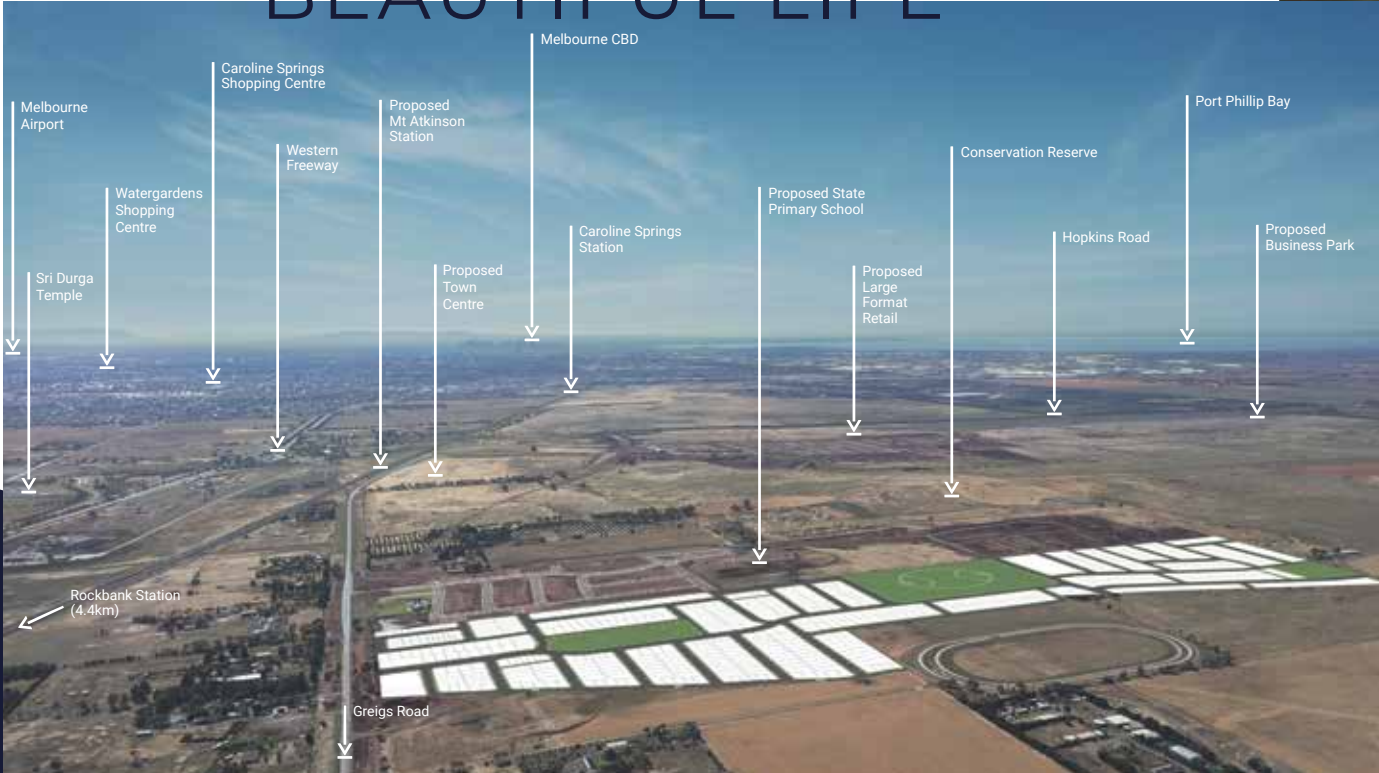 BEAUTIFUL LIFE
Melbourne CBD
Caroline Springs
Shopping Centre
Melbourne
Airport
Proposed
Mt Atkinson
Station
Port Phillip Bay
Western
Freeway
Conservation Reserve
Watergardens
Shopping
Centre
Proposed State
Primary School
Caroline Springs
Station
Hopkins Road
Proposed
Business Park
Sri Durga
Temple
Proposed
Town
Centre
Proposed
Large
Format
Retail
Rockbank Station
(4.4km)
Greigs Road